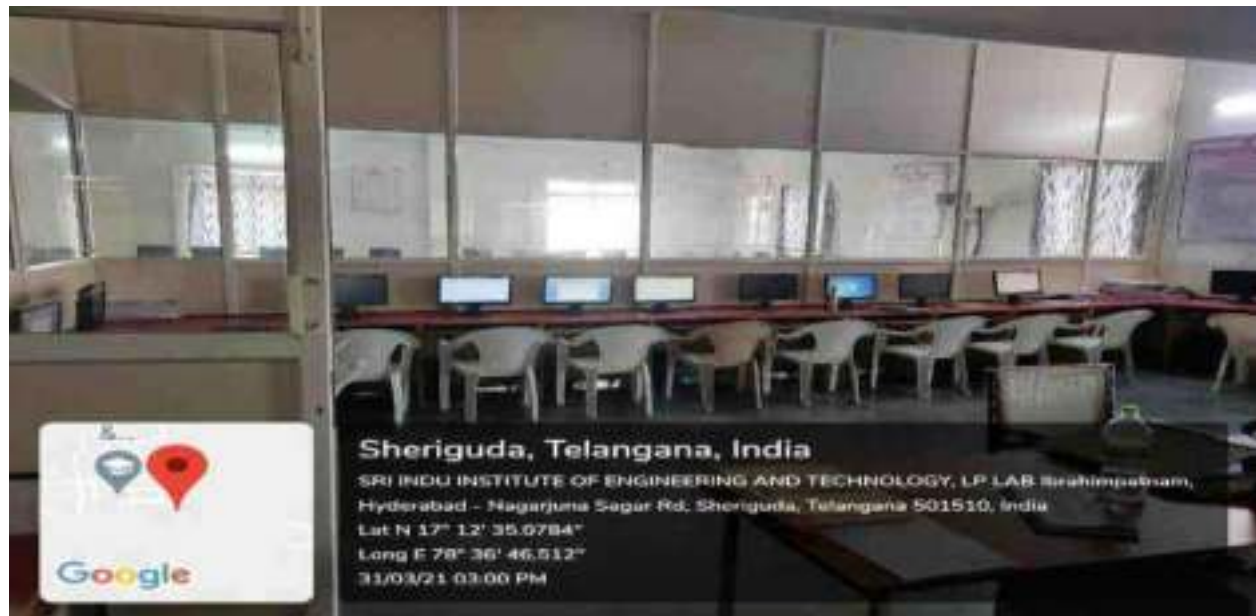 Sheriguda, Telangana, India
SRI INDU INSTITUTE OF ENGINEERING AND TECHNOLOGY, LP LAB Ibrahimpatnam,
Hyderabad - Nagarjuna Sagar Rd, Sheriguda, Telangana 501510, India
Lat N 17° 12' 35.0784"
Long E 78° 36' 46.512"
31/03/21 03:00 PM
Google